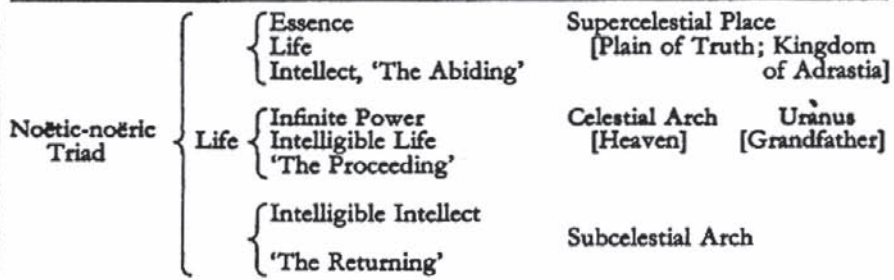 Essence Supercelestial Place
Life [Plain of Truth; Kingdom
Intellect, ‘The Abiding’ of Adrastia]
Infinite Power Celestial Arch Uranus
Noëtic-noëric Life Intelligible Life [Heaven] [Grandfather]
Triad ‘The Proceeding’
Intelligible Intellect
Subcelestial Arch
‘The Returning’